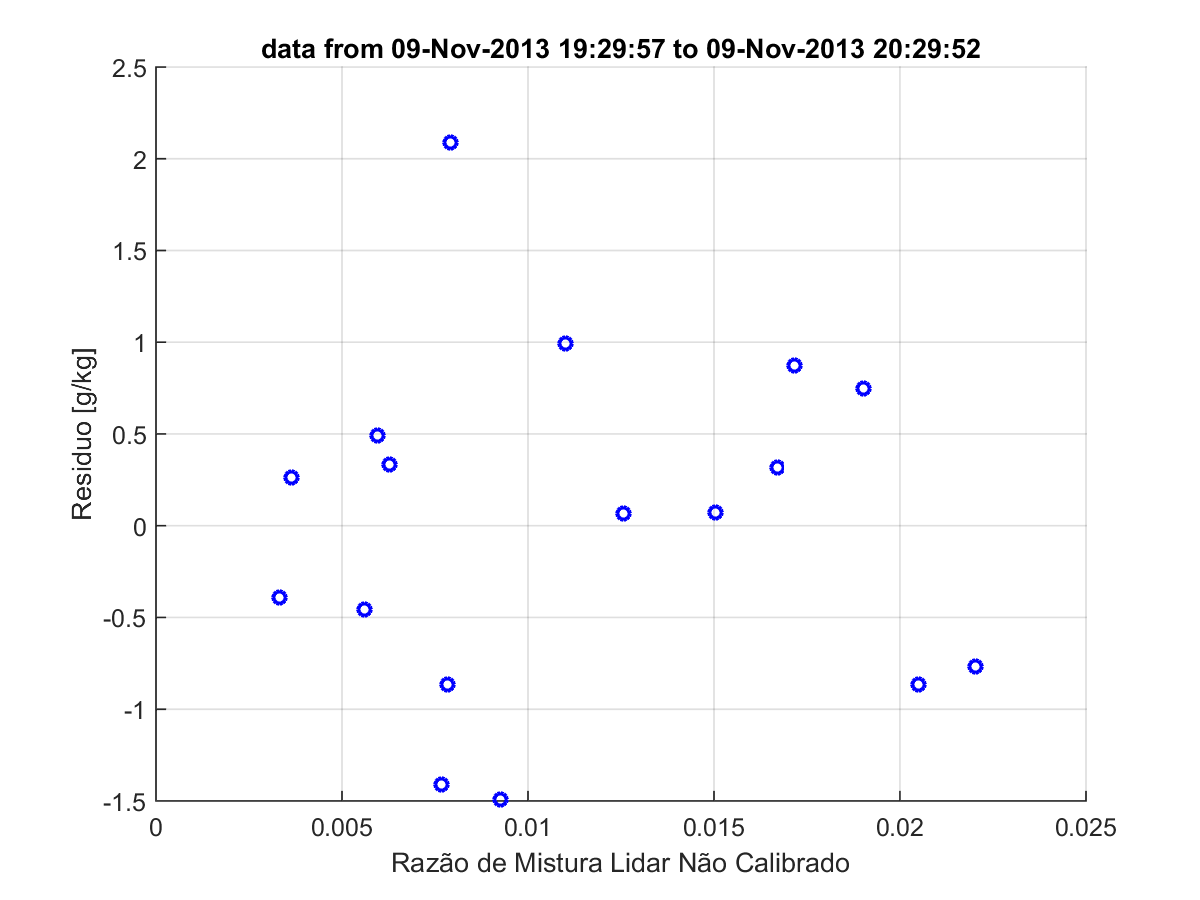 data from 09-Nov-2013 19:29:57 to 09-Nov-2013 20:29:52
2.5
2
1.5
1
0.5
0
-0.5
-1
-1.5
Residuo [g/kg]
0 0.005 0.01 0.015 0.02 0.025
Razão de Mistura Lidar Não Calibrado